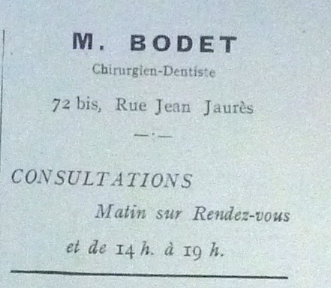 M. BODET
Chirurgien-Dentiste
72 bis, Rue Jean Jaurès
CONSULTATIONS
Matin sur Rendez-vous
et de 14 h. à 19 h.